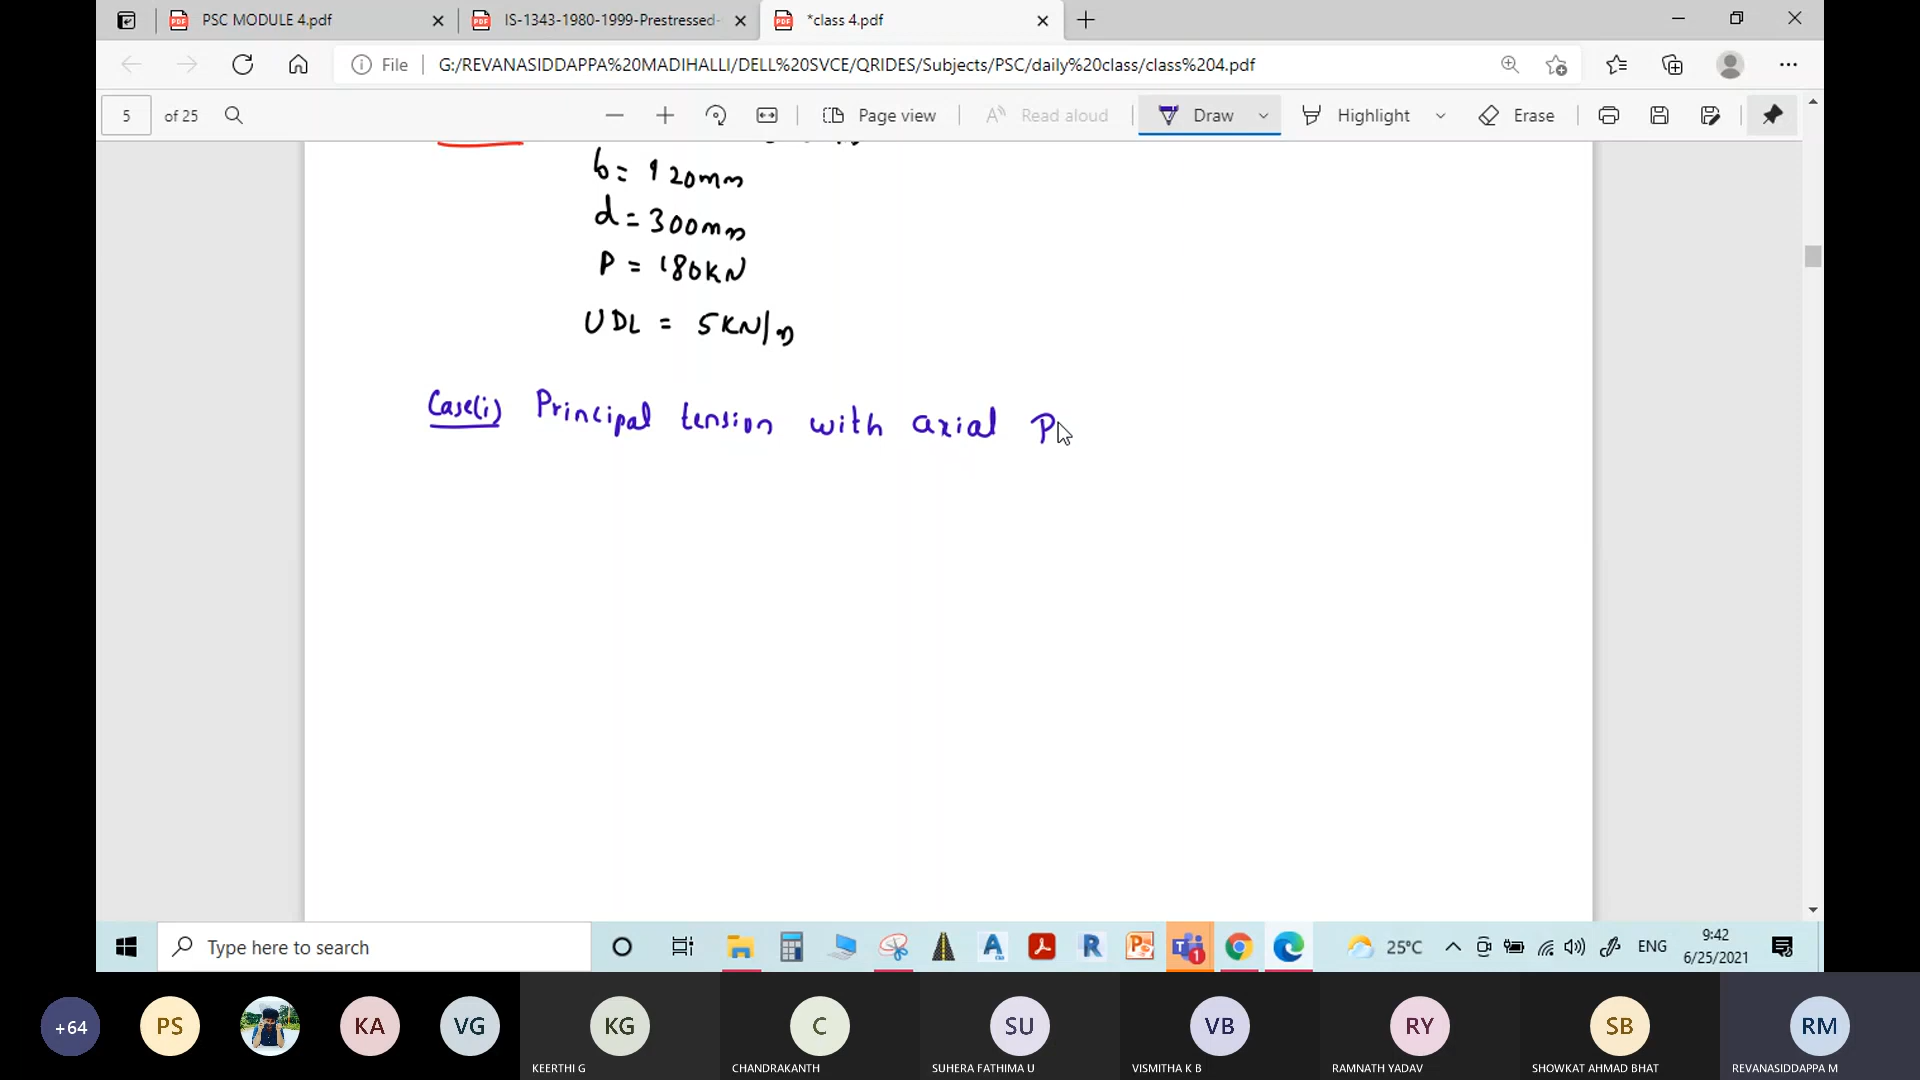 PSC MODULE 4.pdf
IS-1343-1980-1999-Prestressed-
*class 4.pdf
File
G:/REVANASIDDAPPA%20MADIHALLI/DELL%20SVCE/QRIDES/Subjects/PSC/daily%20class/class%204.pdf
5 of 25
Page view
Read aloud
Draw
Highlight
Erase
b = 120mm
d = 300mm
P = 180KN
UDL = 5KN/m
Case(i) Principal tension with axial P
Type here to search
25°C
ENG
9:42
6/25/2021
1
+64
PS
KA
VG
KG
C
SU
VB
RY
SB
RM
KEERTHI G
CHANDRAKANTH
SUHERA FATHIMA U
VISMITHA K B
RAMNATH YADAV
SHOWKAT AHMAD BHAT
REVANASIDDAPPA M